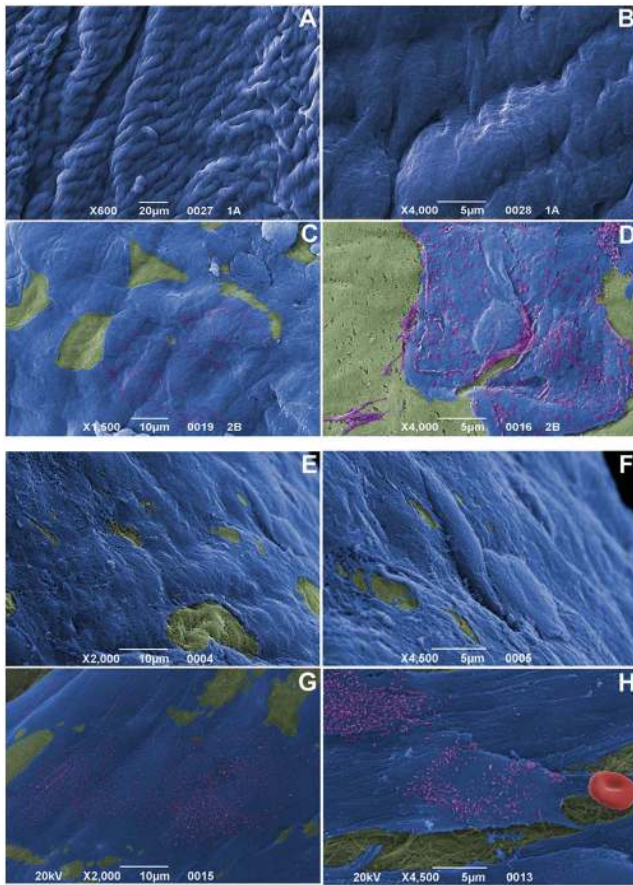 A
X600 20µm 0027 1A
B
X4,000 5µm 0028 1A
C
X1,500 10µm 0019 2B
D
X4,000 5µm 0016 2B
E
X2,000 10µm 0004
F
X4,500 5µm 0005
G
20kV X2,000 10µm 0015
H
20kV X4,500 5µm 0013